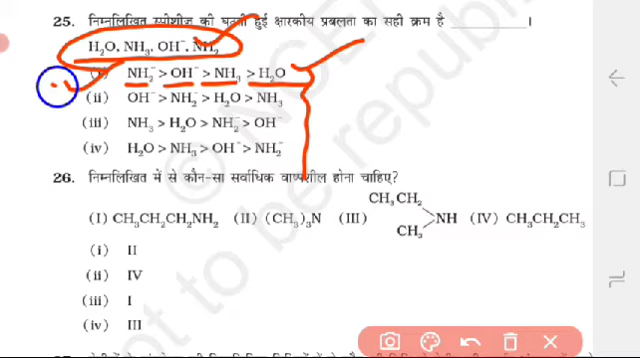 25. निम्नलिखित स्पीशीज़ की घटती हुई क्षारकीय प्रबलता का सही क्रम है ________ ।
H₂O, NH₃, OH⁻, NH₂⁻
(i) NH₂⁻ > OH⁻ > NH₃ > H₂O
(ii) OH⁻ > NH₂⁻ > H₂O > NH₃
(iii) NH₃ > H₂O > NH₂⁻ > OH⁻
(iv) H₂O > NH₃ > OH⁻ > NH₂⁻
26. निम्नलिखित में से कौन-सा सर्वाधिक वाष्पशील होना चाहिए?
(I) CH₃CH₂CH₂NH₂ (II) (CH₃)₃N (III) CH₃CH₂ CH₃ NH (IV) CH₃CH₂CH₃
(i) II
(ii) IV
(iii) I
(iv) III